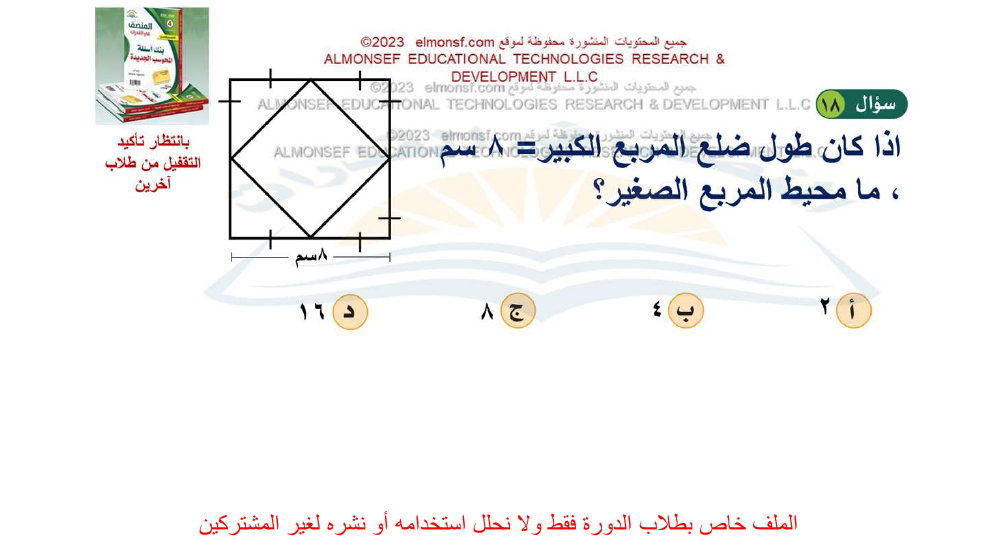 جميع المحتويات المنشورة محفوظة لموقع elmonsf.com ©2023
ALMONSEF EDUCATIONAL TECHNOLOGIES RESEARCH &
DEVELOPMENT L.L.C
جميع المحتويات المنشورة محفوظة لموقع elmonsf.com ©2023
ALMONSEF EDUCATIONAL TECHNOLOGIES RESEARCH & DEVELOPMENT L.L.C
سؤال ١٨
جميع المحتويات المنشورة محفوظة لموقع elmonsf.com ©2023
ALMONSEF EDUCATIONAL TECHNOLOGIES RESEARCH & DEVELOPMENT L.L.C
اذا كان طول ضلع المربع الكبير= ٨ سم
، ما محيط المربع الصغير؟
٨سم
أ ٢
ب ٤
ج ٨
د ١٦
المنصف
بنك أسئلة
المحوسب الجديدة
بانتظار تأكيد
التقفيل من طلاب
آخرين
الملف خاص بطلاب الدورة فقط ولا نحلل استخدامه أو نشره لغير المشتركين